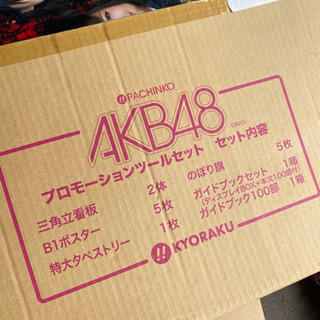 !! PACHINKO
AKB48
プロモーションツールセット セット内容
三角立看板 2体
B1ポスター 5枚
特大タペストリー 1枚
のぼり旗 5枚
ガイドブックセット 1箱
(ディスプレイBOX+本文100部付)
ガイドブック100部 1箱
!! KYORAKU